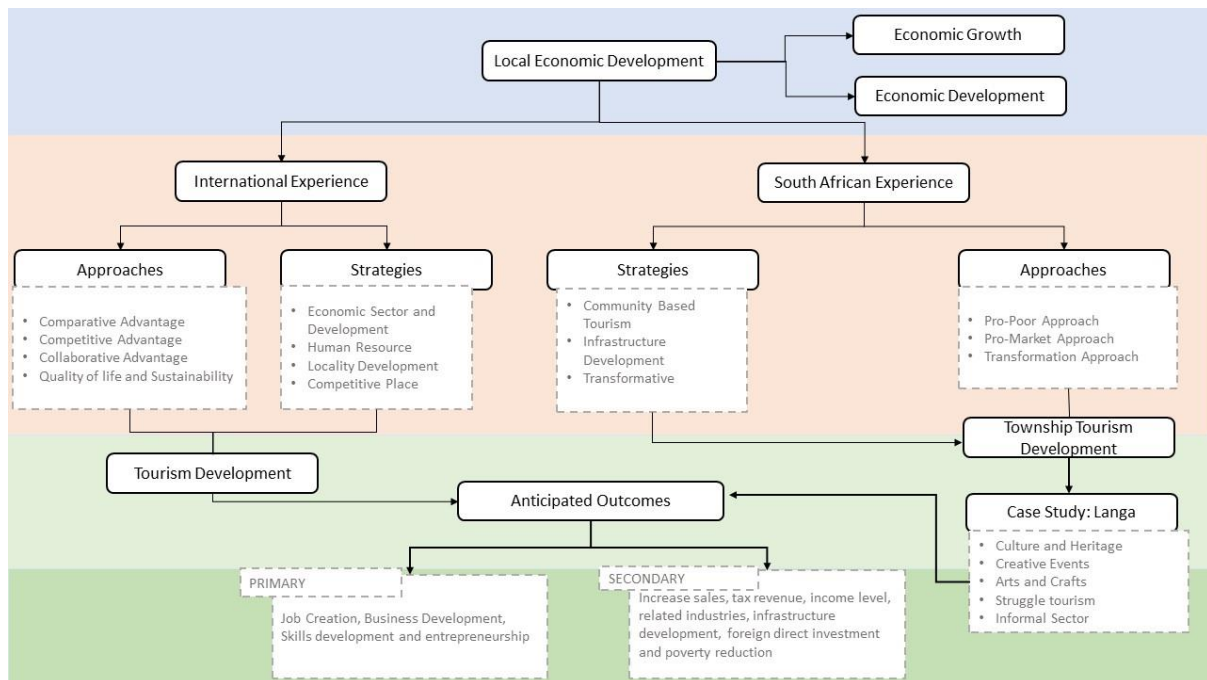 Economic Growth
Local Economic Development
Economic Development
International Experience
South African Experience
Approaches
• Comparative Advantage
• Competitive Advantage
• Collaborative Advantage
• Quality of life and Sustainability
Strategies
• Economic Sector and
Development
• Human Resource
• Locality Development
• Competitive Place
Strategies
• Community Based
Tourism
• Infrastructure
Development
• Transformative
Approaches
• Pro-Poor Approach
• Pro-Market Approach
• Transformation Approach
Township Tourism
Development
Tourism Development
Anticipated Outcomes
Case Study: Langa
• Culture and Heritage
• Creative Events
• Arts and Crafts
• Struggle tourism
• Informal Sector
PRIMARY
Job Creation, Business Development,
Skills development and entrepreneurship
SECONDARY
Increase sales, tax revenue, income level,
related industries, infrastructure
development, foreign direct investment
and poverty reduction